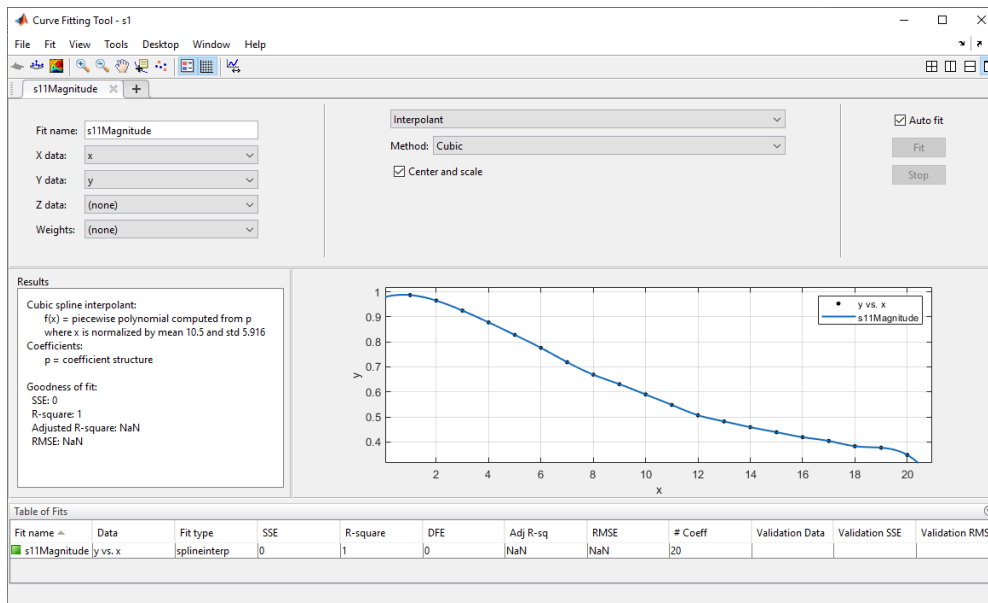 Curve Fitting Tool - s1
File Fit View Tools Desktop Window Help
s11Magnitude
Fit name: s11Magnitude
X data: x
Y data: y
Z data: (none)
Weights: (none)
Interpolant
Method: Cubic
Center and scale
Auto fit
Fit
Stop
Results
Cubic spline interpolant:
f(x) = piecewise polynomial computed from p
where x is normalized by mean 10.5 and std 5.916
Coefficients:
p = coefficient structure
Goodness of fit:
SSE: 0
R-square: 1
Adjusted R-square: NaN
RMSE: NaN
1
0.9
0.8
0.7
0.6
0.5
0.4
y
2 4 6 8 10 12 14 16 18 20
x
y vs. x
s11Magnitude
Table of Fits
Fit name Data Fit type SSE R-square DFE Adj R-sq RMSE # Coeff Validation Data Validation SSE Validation RMS
s11Magnitude y vs. x splineinterp 0 1 0 NaN NaN 20